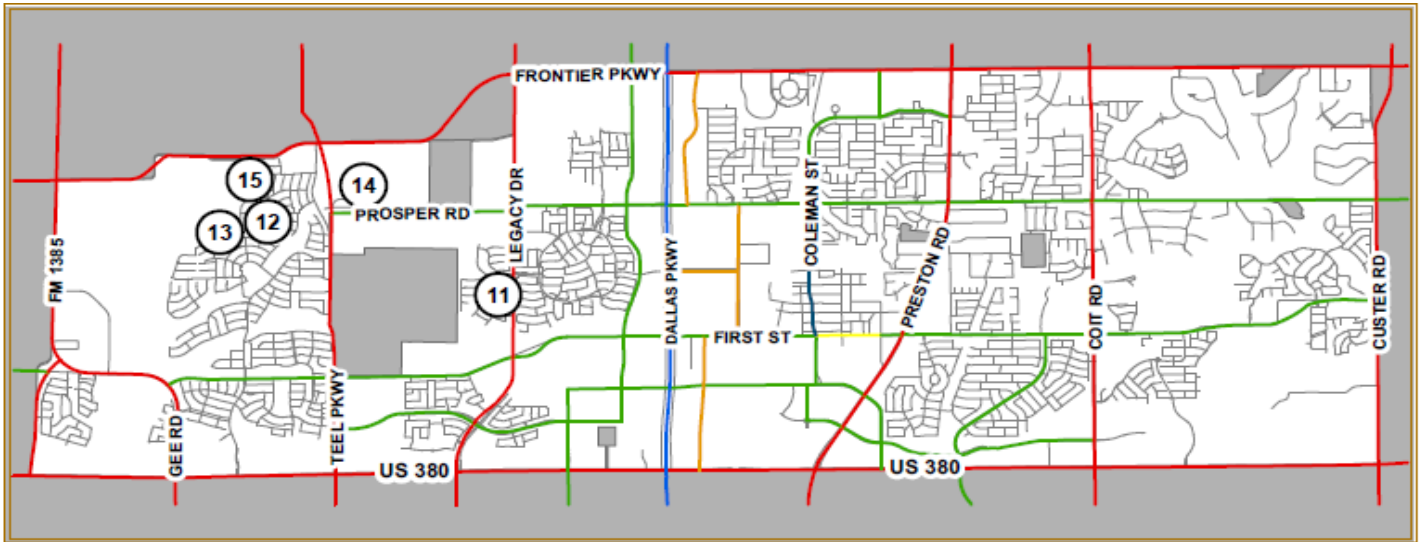 FRONTIER PKWY
15
14
12
13
PROSPER RD
LEGACY DR
COLEMAN ST
FM 1385
11
DALLAS PKWY
PRESTON RD
COIT RD
CUSTER RD
FIRST ST
GEE RD
TEEL PKWY
US 380
US 380